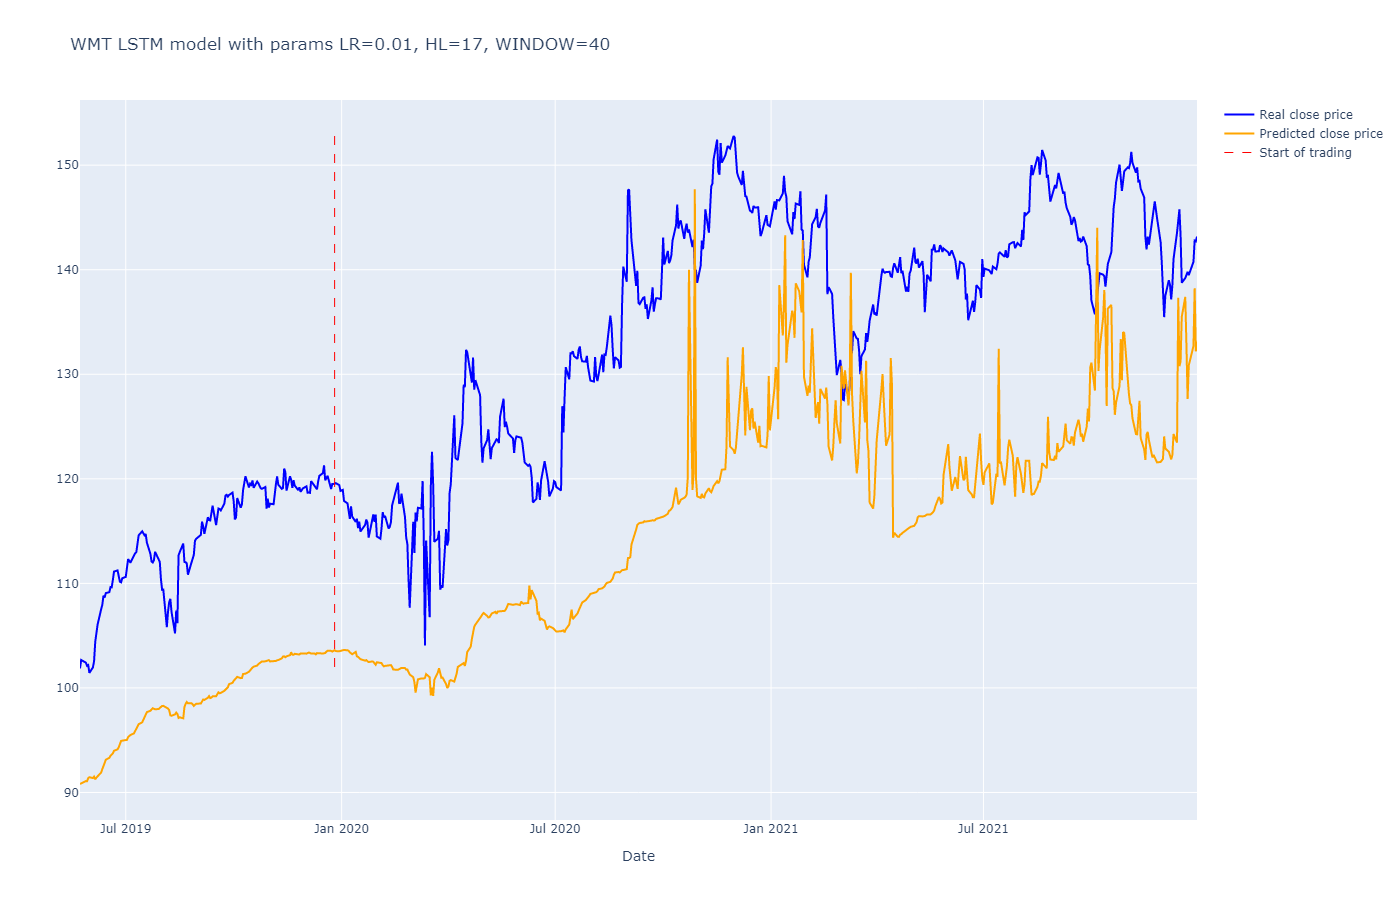 WMT LSTM model with params LR=0.01, HL=17, WINDOW=40
Real close price
Predicted close price
Start of trading
150
140
130
120
110
100
90
Jul 2019
Jan 2020
Jul 2020
Jan 2021
Jul 2021
Date